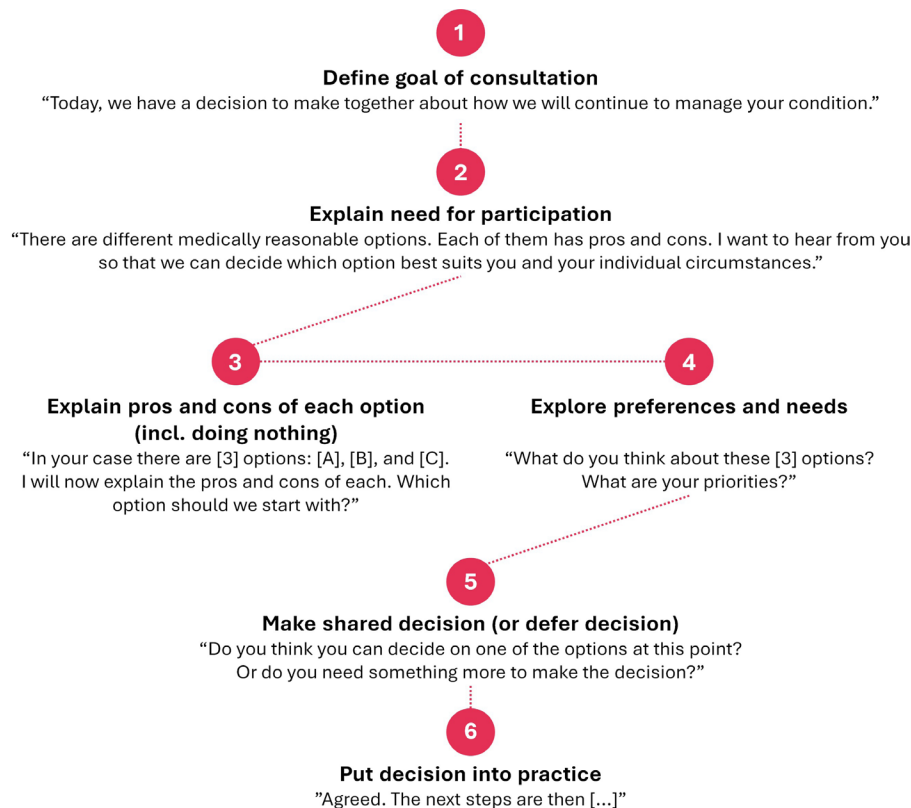 1
Define goal of consultation
“Today, we have a decision to make together about how we will continue to manage your condition.”
2
Explain need for participation
“There are different medically reasonable options. Each of them has pros and cons. I want to hear from you
so that we can decide which option best suits you and your individual circumstances.”
3
Explain pros and cons of each option
(incl. doing nothing)
“In your case there are [3] options: [A], [B], and [C].
I will now explain the pros and cons of each. Which
option should we start with?”
4
Explore preferences and needs
“What do you think about these [3] options?
What are your priorities?”
5
Make shared decision (or defer decision)
“Do you think you can decide on one of the options at this point?
Or do you need something more to make the decision?”
6
Put decision into practice
”Agreed. The next steps are then [...]”